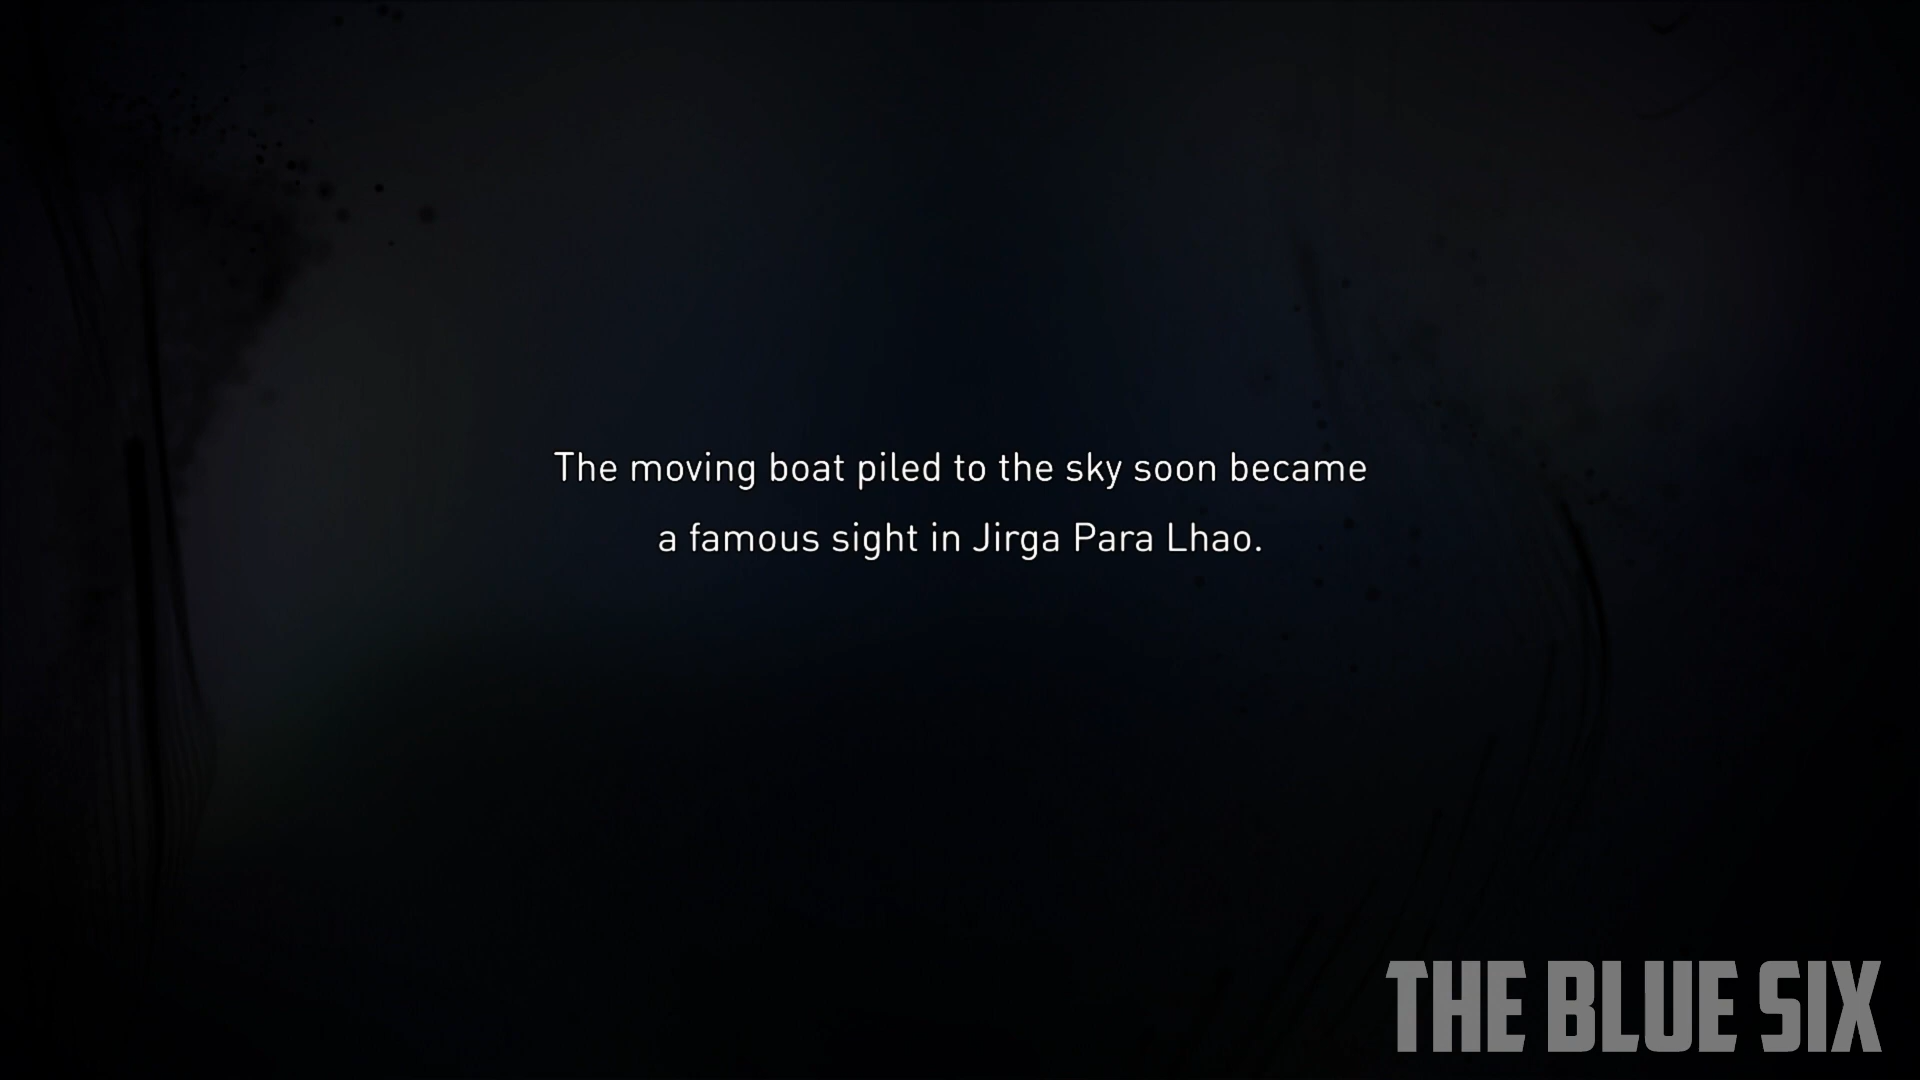 The moving boat piled to the sky soon became
a famous sight in Jirga Para Lhao.
THE BLUE SIX